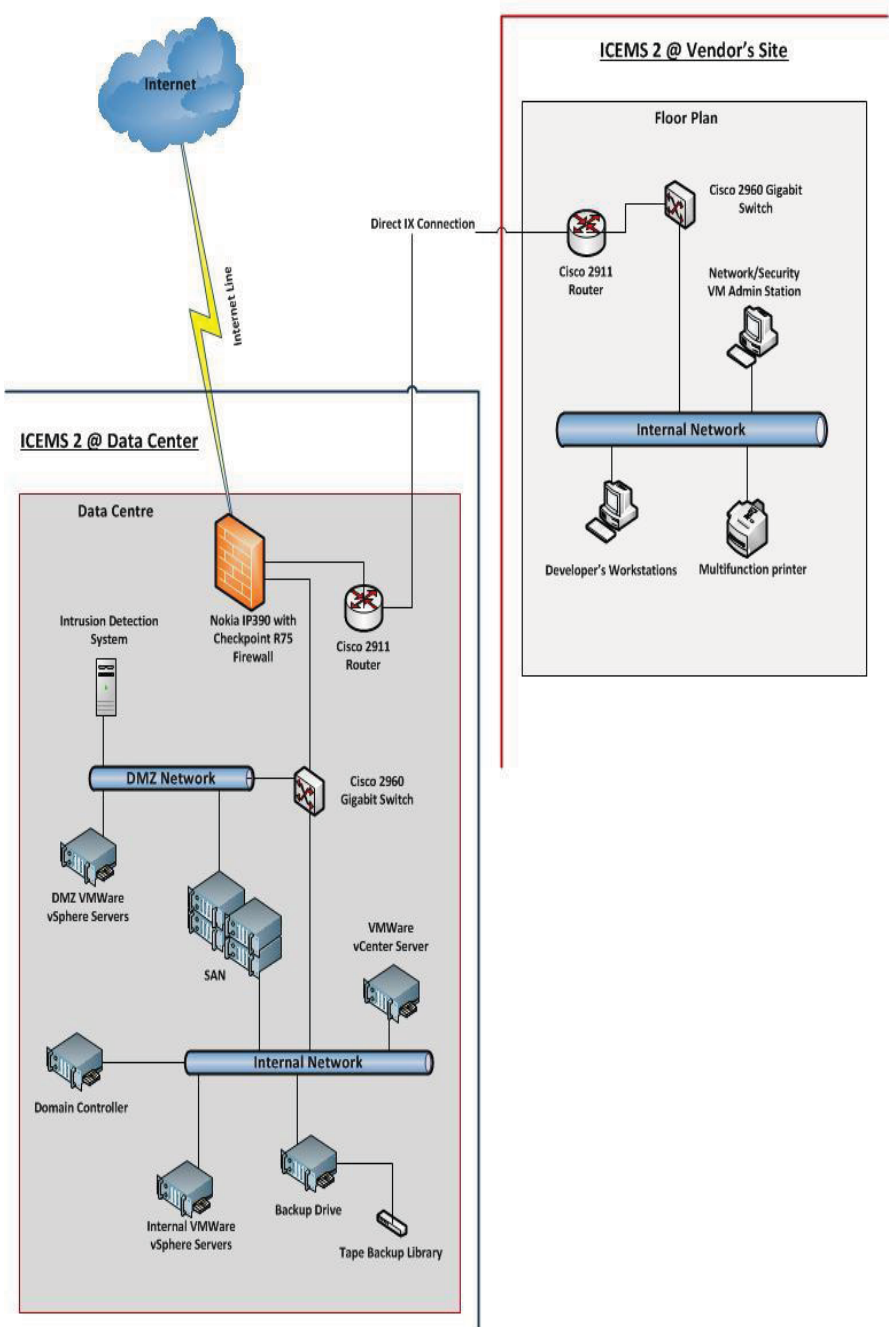 Internet
Internet Line
Direct IX Connection
ICEMS 2 @ Vendor's Site
Floor Plan
Cisco 2960 Gigabit
Switch
Cisco 2911
Router
Network/Security
VM Admin Station
Internal Network
Developer's Workstations
Multifunction printer
ICEMS 2 @ Data Center
Data Centre
Nokia IP390 with
Checkpoint R75
Firewall
Cisco 2911
Router
Intrusion Detection
System
DMZ Network
Cisco 2960
Gigabit Switch
DMZ VMWare
vSphere Servers
SAN
VMWare
vCenter Server
Internal Network
Domain Controller
Internal VMWare
vSphere Servers
Backup Drive
Tape Backup Library